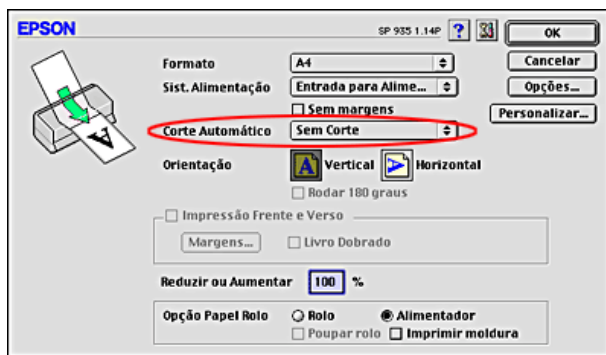 EPSON
SP 935 1.14P
OK
Formato
A4
Cancelar
Sist. Alimentação
Entrada para Alime...
Opções...
Sem margens
Personalizar...
Corte Automático
Sem Corte
Orientação
Vertical
Horizontal
Rodar 180 graus
Impressão Frente e Verso
Margens...
Livro Dobrado
Reduzir ou Aumentar
100 %
Opção Papel Rolo
Rolo
Alimentador
Poupar rolo
Imprimir moldura